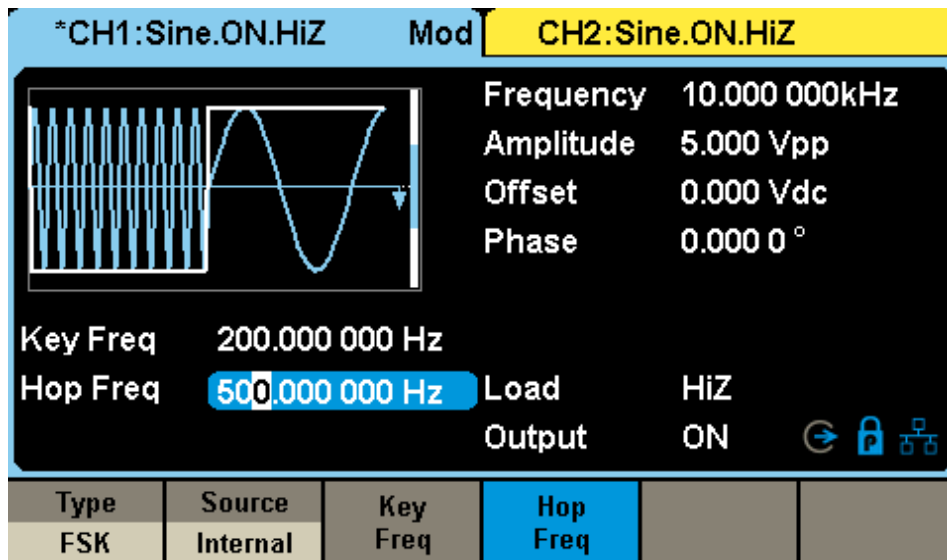 *CH1:Sine.ON.HiZ Mod CH2:Sine.ON.HiZ
Frequency 10.000 000kHz
Amplitude 5.000 Vpp
Offset 0.000 Vdc
Phase 0.000 0 °
Key Freq 200.000 000 Hz
Hop Freq 500.000 000 Hz Load HiZ
Output ON P
Type Source Key Freq Hop Freq
FSK Internal